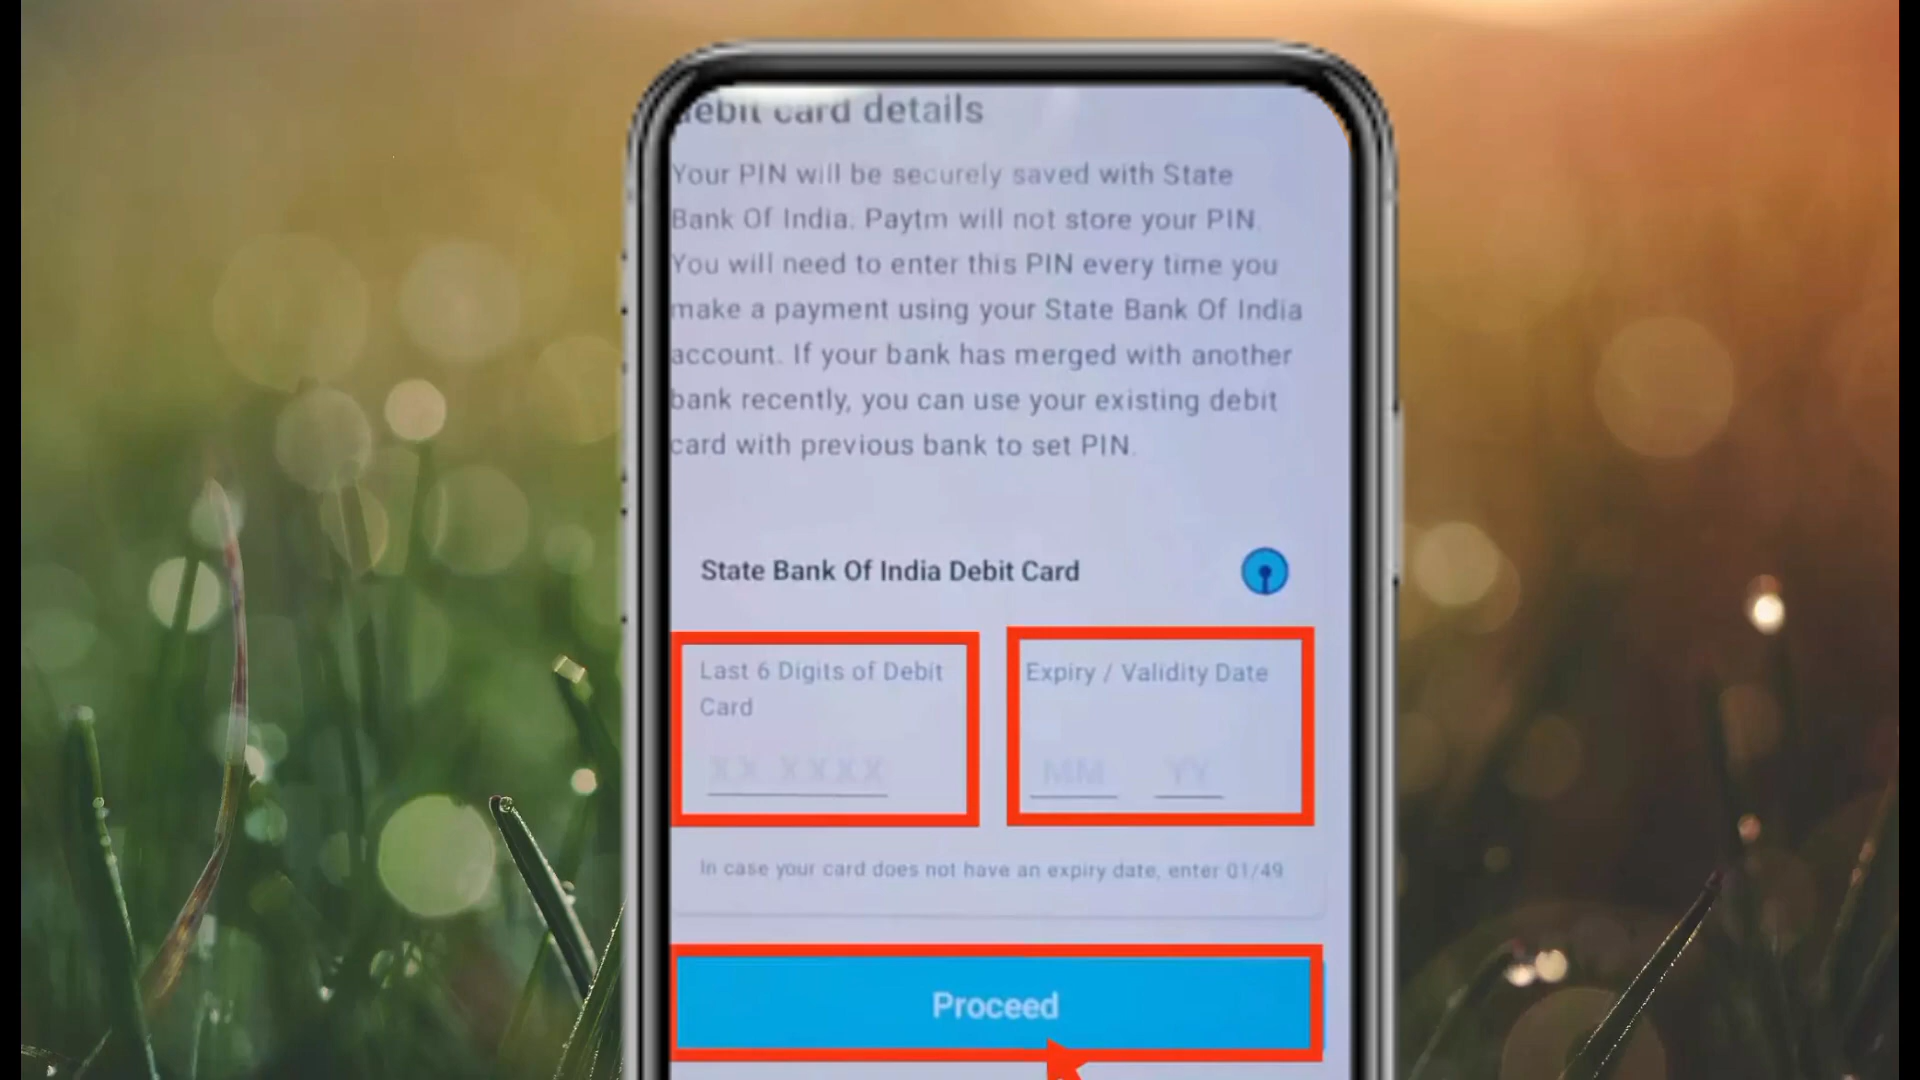 debit card details
Your PIN will be securely saved with State
Bank Of India. Paytm will not store your PIN.
You will need to enter this PIN every time you
make a payment using your State Bank Of India
account. If your bank has merged with another
bank recently, you can use your existing debit
card with previous bank to set PIN.
State Bank Of India Debit Card
Last 6 Digits of Debit
Card
Expiry / Validity Date
XX XXXX
MM YY
In case your card does not have an expiry date, enter 01/49
Proceed